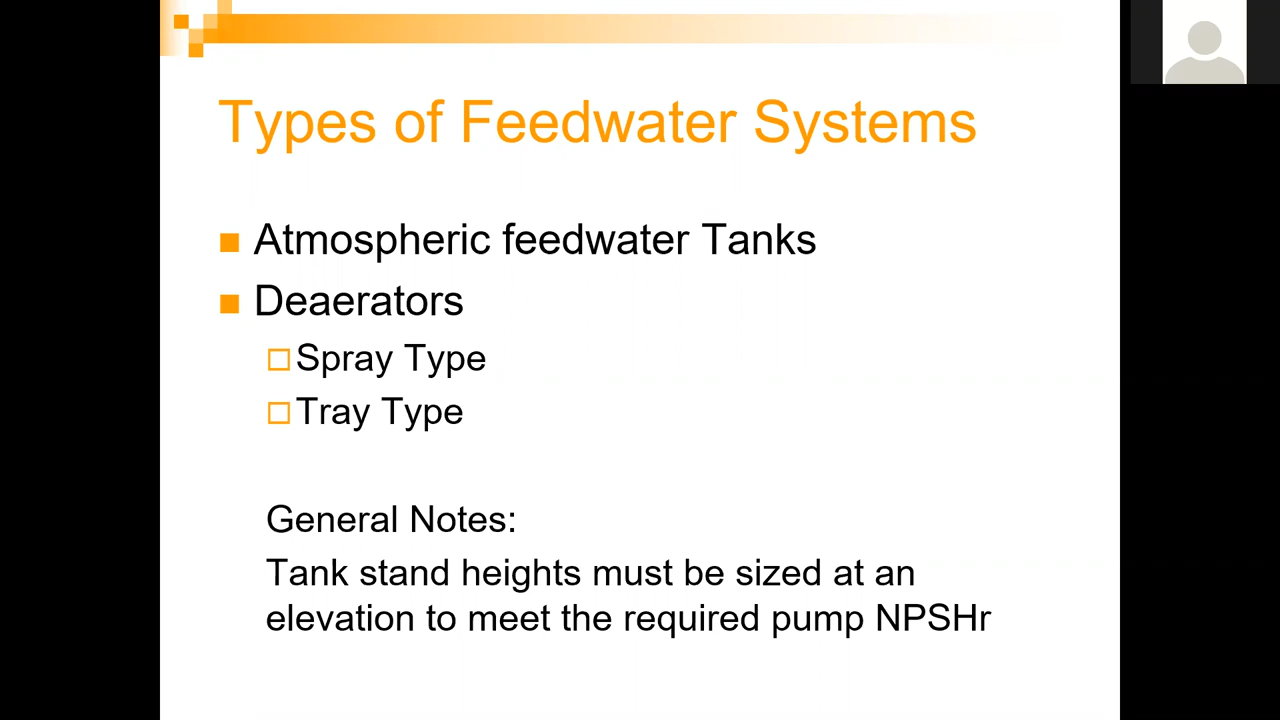 Types of Feedwater Systems
Atmospheric feedwater Tanks
Deaerators
Spray Type
Tray Type
General Notes:
Tank stand heights must be sized at an
elevation to meet the required pump NPSHr